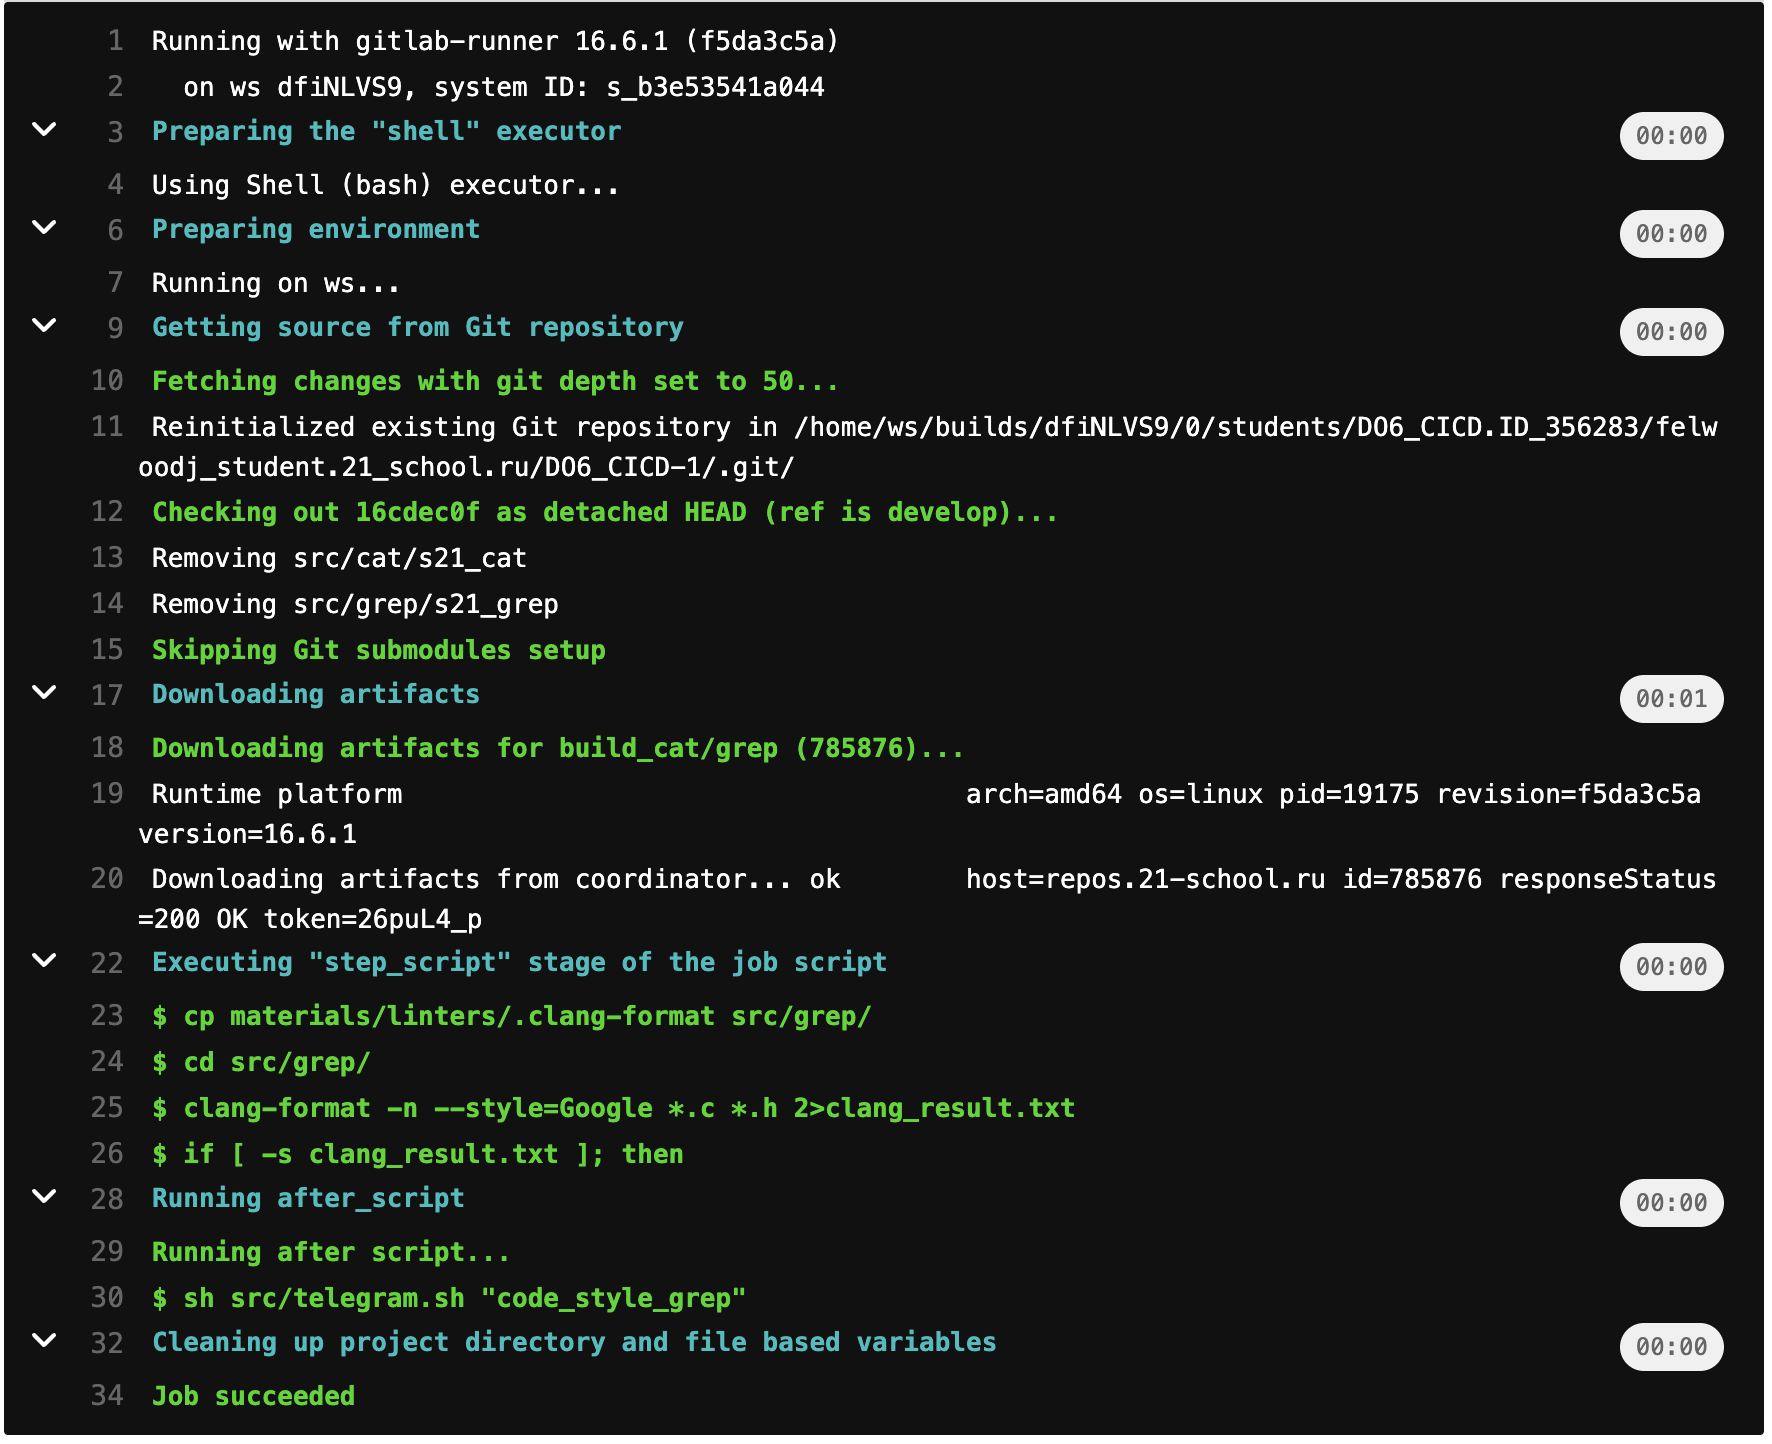 1 Running with gitlab-runner 16.6.1 (f5da3c5a)
2 on ws dfiNLVS9, system ID: s_b3e53541a044
3 Preparing the "shell" executor 00:00
4 Using Shell (bash) executor...
6 Preparing environment 00:00
7 Running on ws...
9 Getting source from Git repository 00:00
10 Fetching changes with git depth set to 50...
11 Reinitialized existing Git repository in /home/ws/builds/dfiNLVS9/0/students/DO6_CICD.ID_356283/felw
oodj_student.21_school.ru/DO6_CICD-1/.git/
12 Checking out 16cdec0f as detached HEAD (ref is develop)...
13 Removing src/cat/s21_cat
14 Removing src/grep/s21_grep
15 Skipping Git submodules setup
17 Downloading artifacts 00:01
18 Downloading artifacts for build_cat/grep (785876)...
19 Runtime platform arch=amd64 os=linux pid=19175 revision=f5da3c5a
version=16.6.1
20 Downloading artifacts from coordinator... ok host=repos.21-school.ru id=785876 responseStatus
=200 OK token=26puL4_p
22 Executing "step_script" stage of the job script 00:00
23 $ cp materials/linters/.clang-format src/grep/
24 $ cd src/grep/
25 $ clang-format -n --style=Google *.c *.h 2>clang_result.txt
26 $ if [ -s clang_result.txt ]; then
28 Running after_script 00:00
29 Running after script...
30 $ sh src/telegram.sh "code_style_grep"
32 Cleaning up project directory and file based variables 00:00
34 Job succeeded